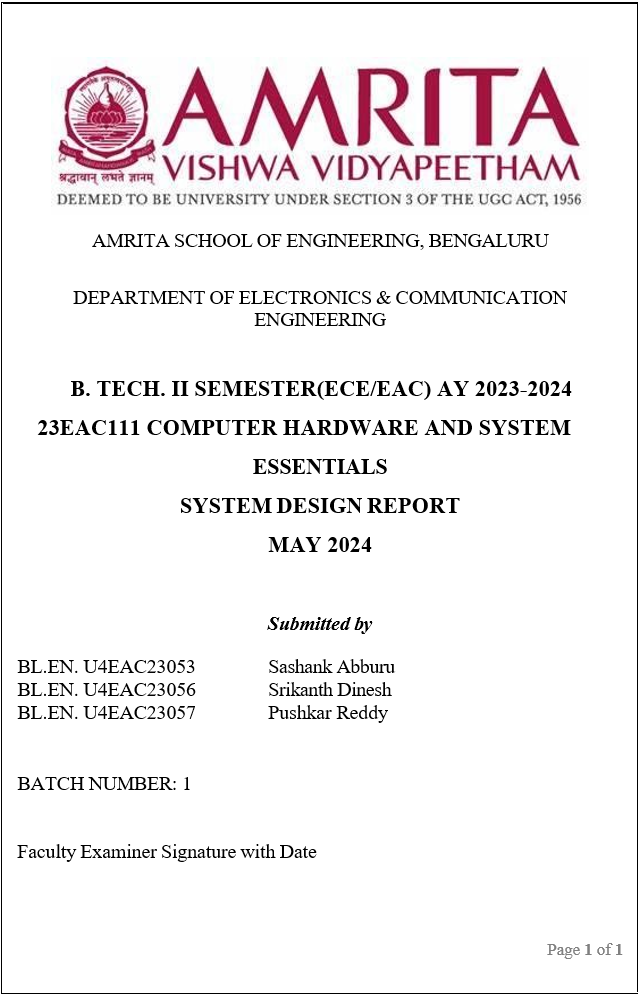 AMRITA
VISHWA VIDYAPEETHAM
श्रद्धावान् लभते ज्ञानम्
DEEMED TO BE UNIVERSITY UNDER SECTION 3 OF THE UGC ACT, 1956
AMRITA SCHOOL OF ENGINEERING, BENGALURU
DEPARTMENT OF ELECTRONICS & COMMUNICATION
ENGINEERING
B. TECH. II SEMESTER(ECE/EAC) AY 2023-2024
23EAC111 COMPUTER HARDWARE AND SYSTEM
ESSENTIALS
SYSTEM DESIGN REPORT
MAY 2024
Submitted by
BL.EN. U4EAC23053 Sashank Abburu
BL.EN. U4EAC23056 Srikanth Dinesh
BL.EN. U4EAC23057 Pushkar Reddy
BATCH NUMBER: 1
Faculty Examiner Signature with Date
Page 1 of 1